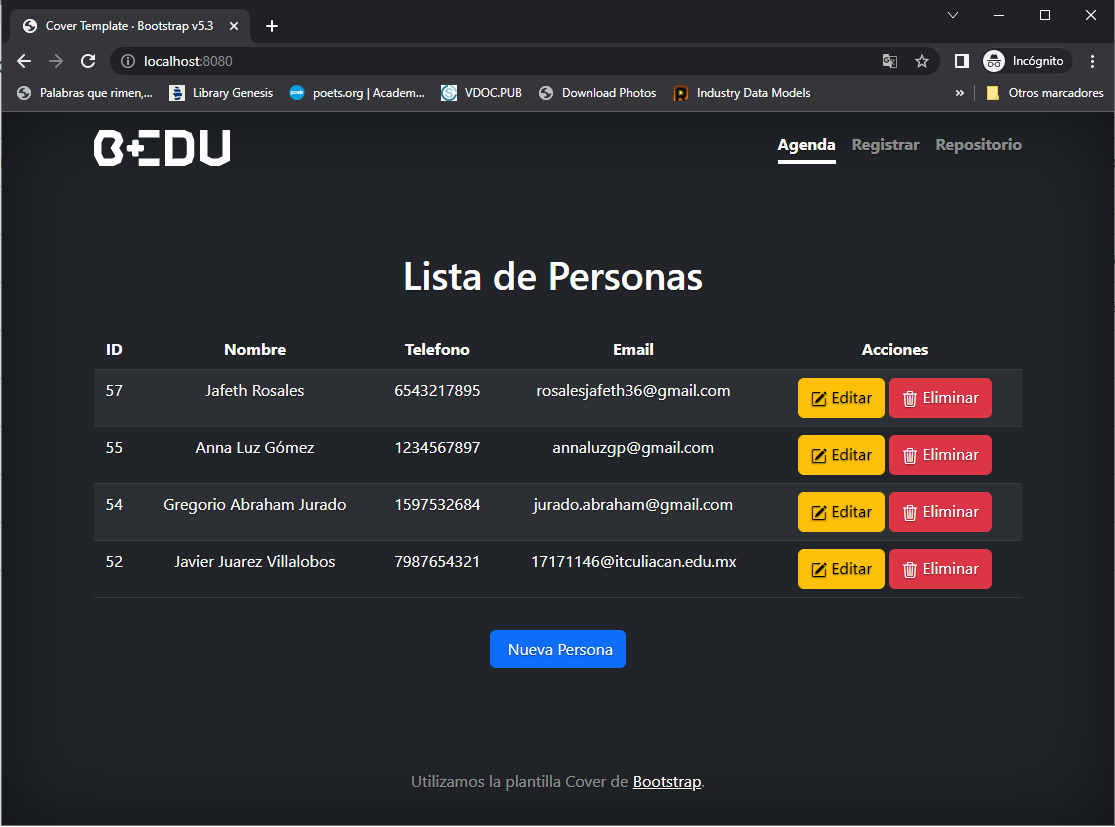 Cover Template · Bootstrap v5.3
localhost:8080
Incógnito
Palabras que rimen,... Library Genesis poets.org | Academ... VDOC.PUB Download Photos Industry Data Models » Otros marcadores
BEDU Agenda Registrar Repositorio
Lista de Personas
ID Nombre Telefono Email Acciones
57 Jafeth Rosales 6543217895 rosalesjafeth36@gmail.com Editar Eliminar
55 Anna Luz Gómez 1234567897 annaluzgp@gmail.com Editar Eliminar
54 Gregorio Abraham Jurado 1597532684 jurado.abraham@gmail.com Editar Eliminar
52 Javier Juarez Villalobos 7987654321 17171146@itculiacan.edu.mx Editar Eliminar
Nueva Persona
Utilizamos la plantilla Cover de Bootstrap.